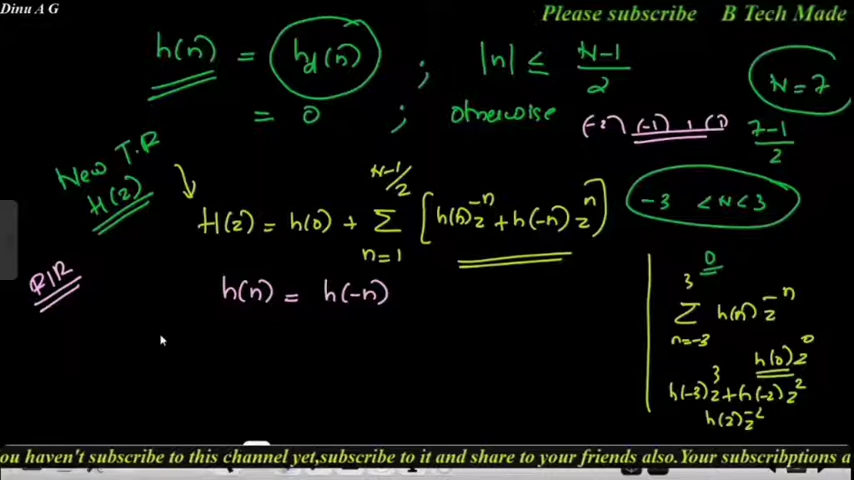 Dinu A G
Please subscribe B Tech Made
h(n) = hd(n) ; |n| ≤ N-1/2
N = 7
= 0 ; otherwise
7-1/2
New T.R
H(z)
-3 < N < 3
H(z) = h(0) + Σ n=1 N-1/2 [h(n) z^-n + h(-n) z^n]
h(n) = h(-n)
0
3 Σ n=-3 h(n) z^-n
h(0) z^0
h(-3) z^3 + h(-2) z^2
h(2) z^-2
ou haven't subscribe to this channel yet,subscribe to it and share to your friends also.Your subscribptions a